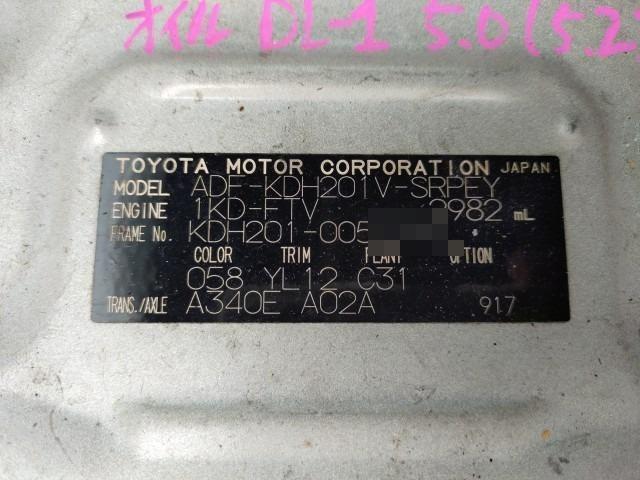 オイル DL-1 5.0(5.2)
TOYOTA MOTOR CORPORATION JAPAN
MODEL ADF-KDH201V-SRPEY
ENGINE 1KD-FTV 2982 mL
FRAME No. KDH201-005
COLOR TRIM PLANT OPTION
058 YL12 C31
TRANS./AXLE A340E A02A 917